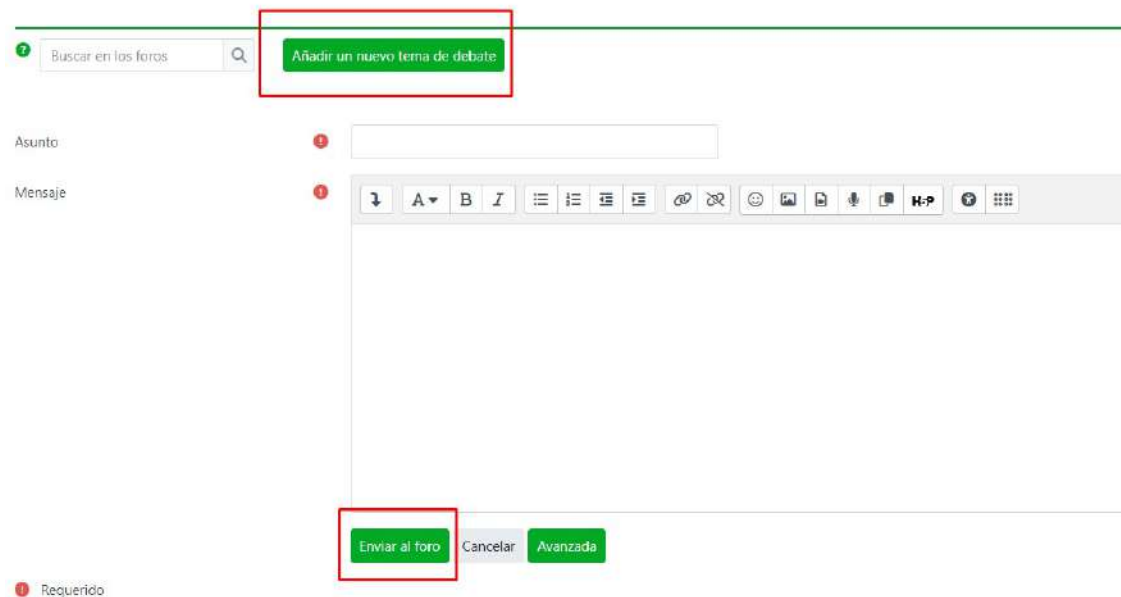 Buscar en los foros
Añadir un nuevo tema de debate
Asunto
Mensaje
A B I H-P
Enviar al foro Cancelar Avanzada
Requerido